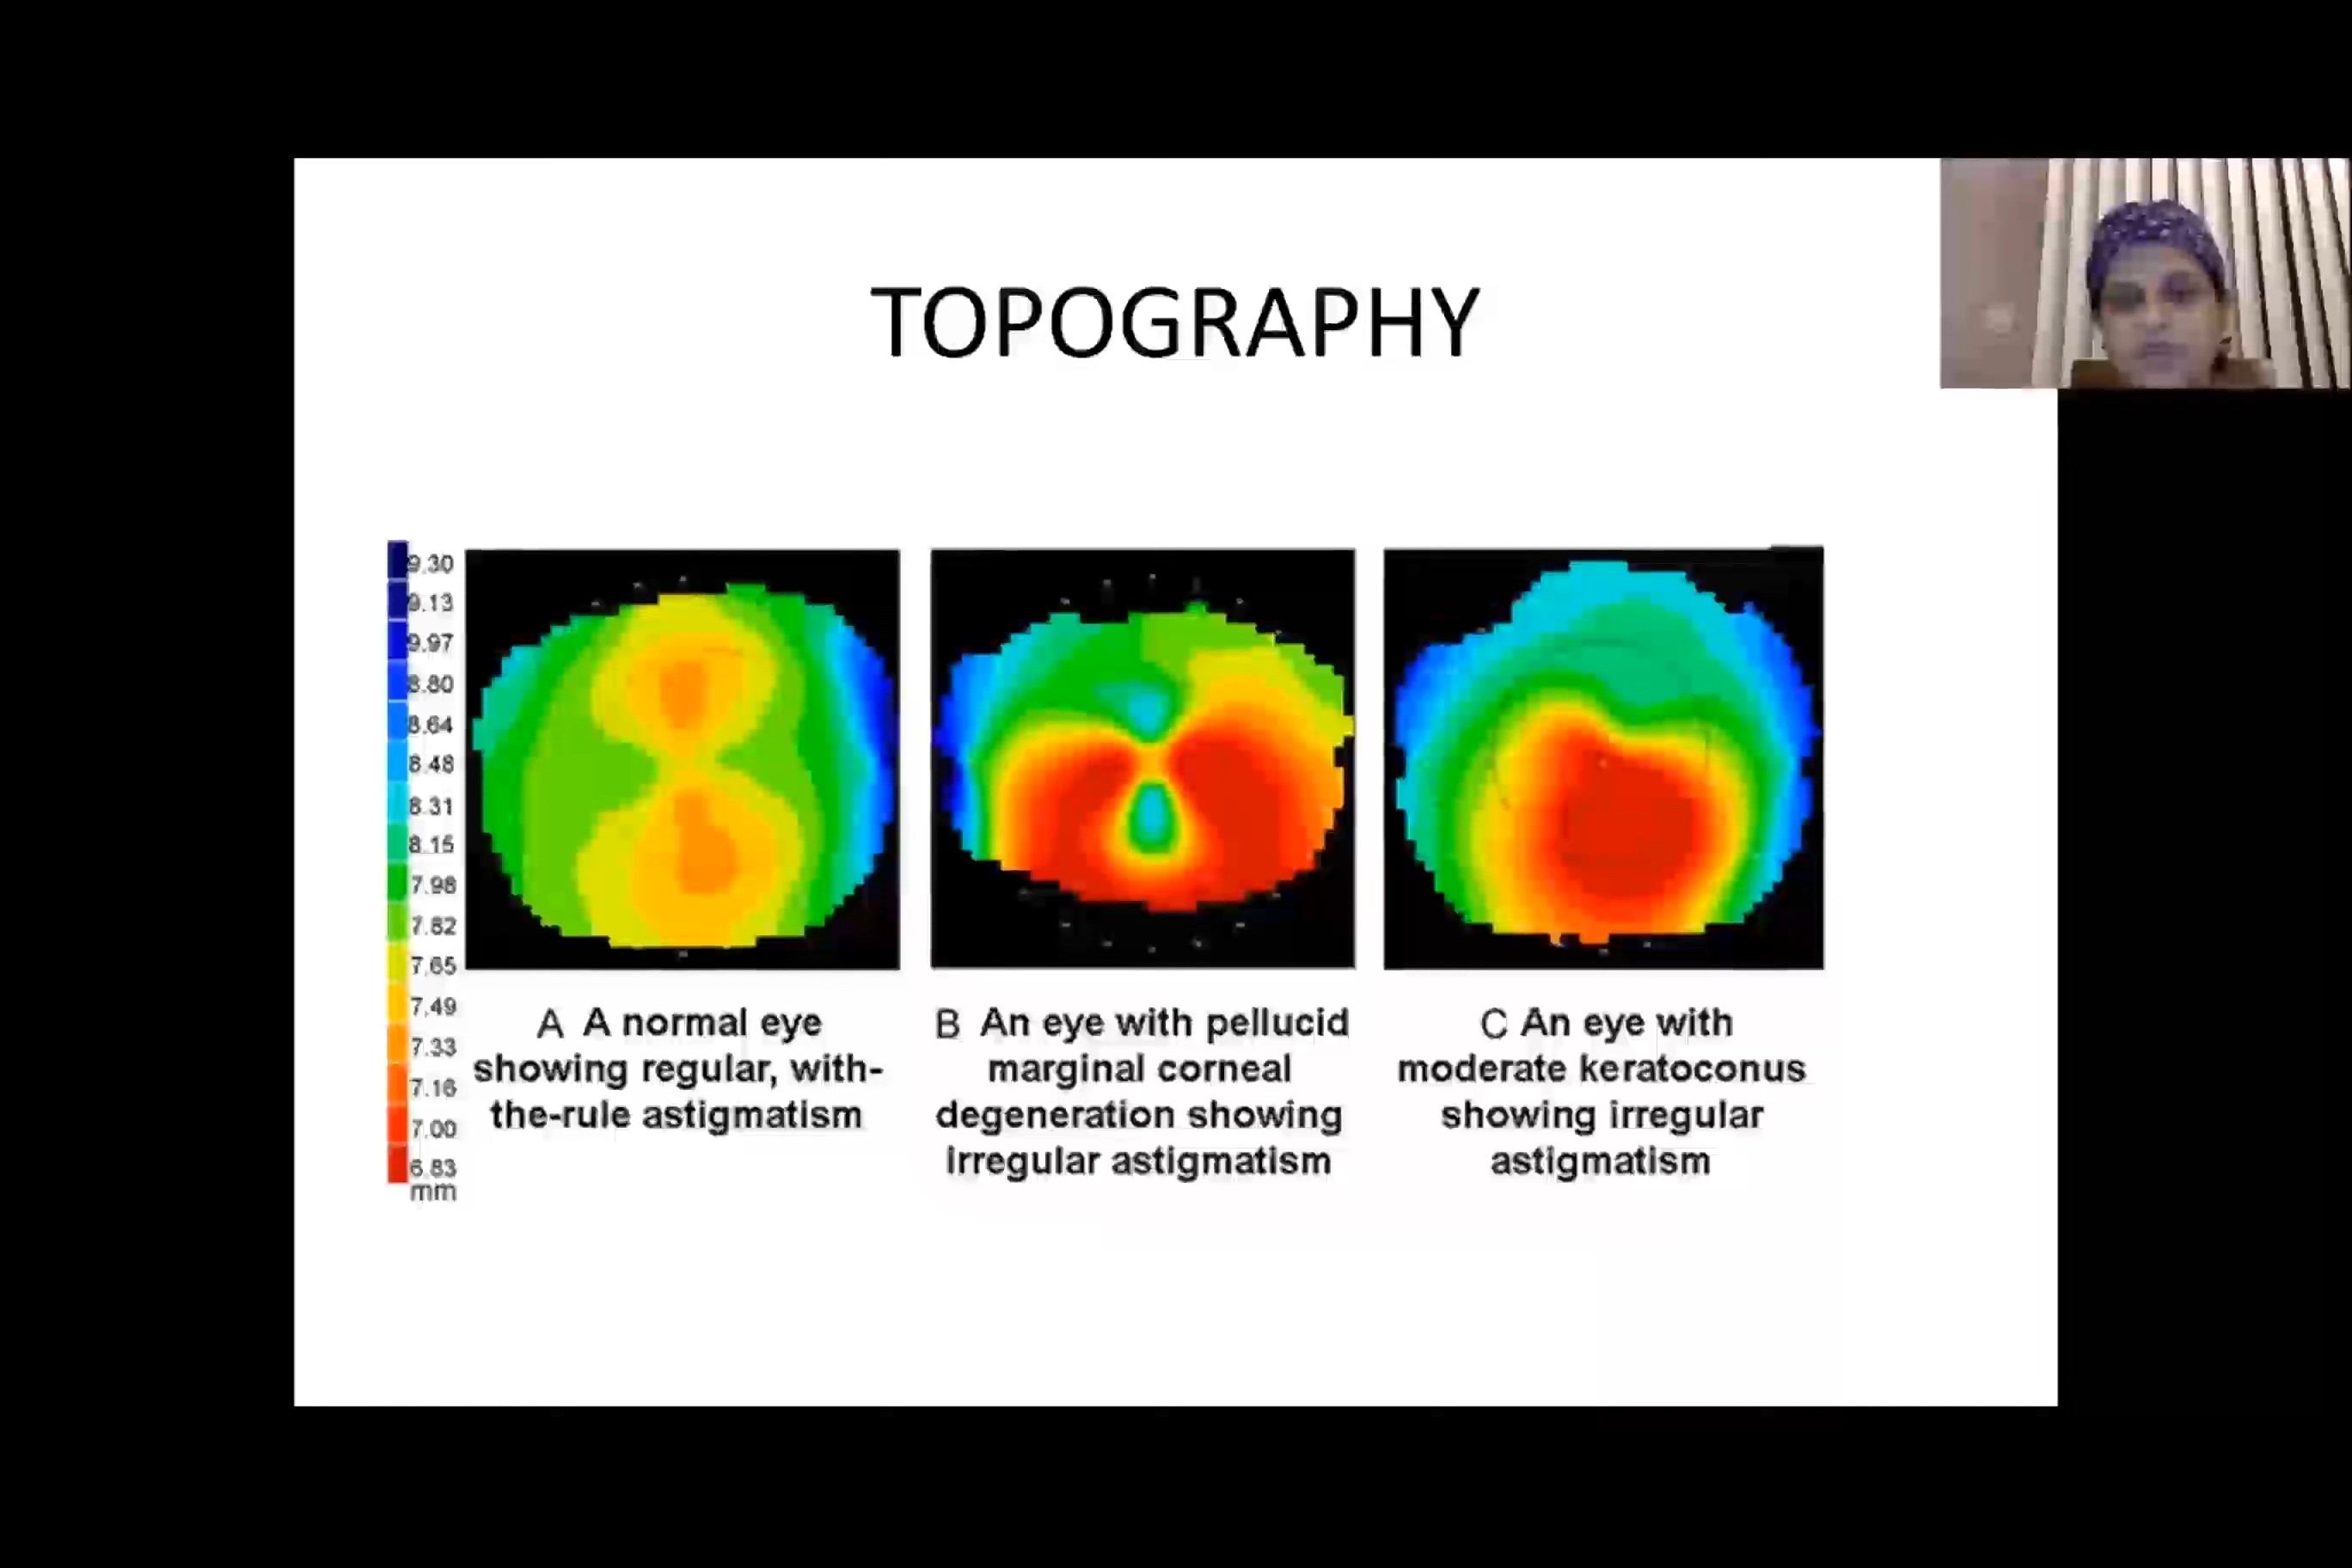 TOPOGRAPHY
9.30
9.13
9.97
8.80
8.64
8.48
8.31
8.15
7.98
7.82
7.65
7.49
7.33
7.16
7.00
6.83
mm
A A normal eye
showing regular, with-
the-rule astigmatism
B An eye with pellucid
marginal corneal
degeneration showing
irregular astigmatism
C An eye with
moderate keratoconus
showing irregular
astigmatism